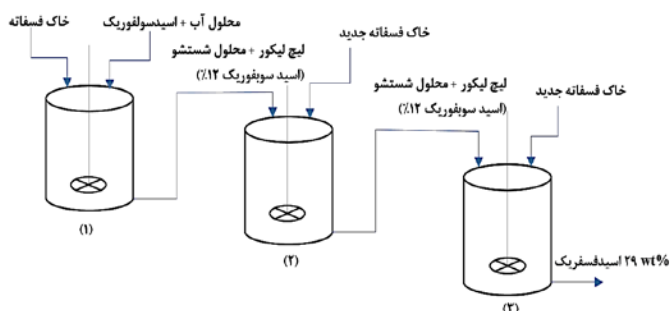 خاک فسفاته
محلول آب + اسیدسولفوریک
لیچ لیکور + محلول شستشو
(اسید سوبفوریک ۱۲٪)
خاک فسفاته جدید
لیچ لیکور + محلول شستشو
(اسید سوبفوریک ۱۲٪)
خاک فسفاته جدید
(۱)
(۲)
۲۹ wt% اسیدفسفریک
(۳)